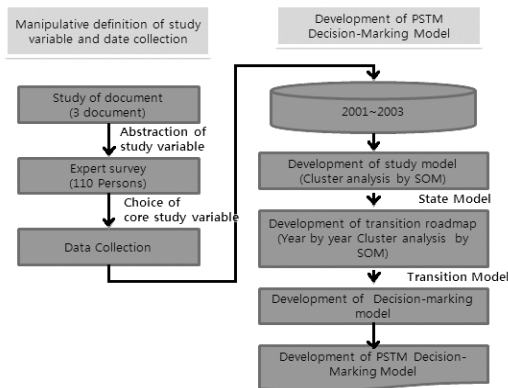 Manipulative definition of study
variable and date collection
Study of document
(3 document)
Abstraction of
study variable
Expert survey
(110 Persons)
Choice of
core study variable
Data Collection
Development of PSTM
Decision-Marking Model
2001~2003
Development of study model
(Cluster analysis by SOM)
State Model
Development of transition roadmap
(Year by year Cluster analysis by
SOM)
Transition Model
Development of Decision-marking
model
Development of PSTM Decision-
Marking Model